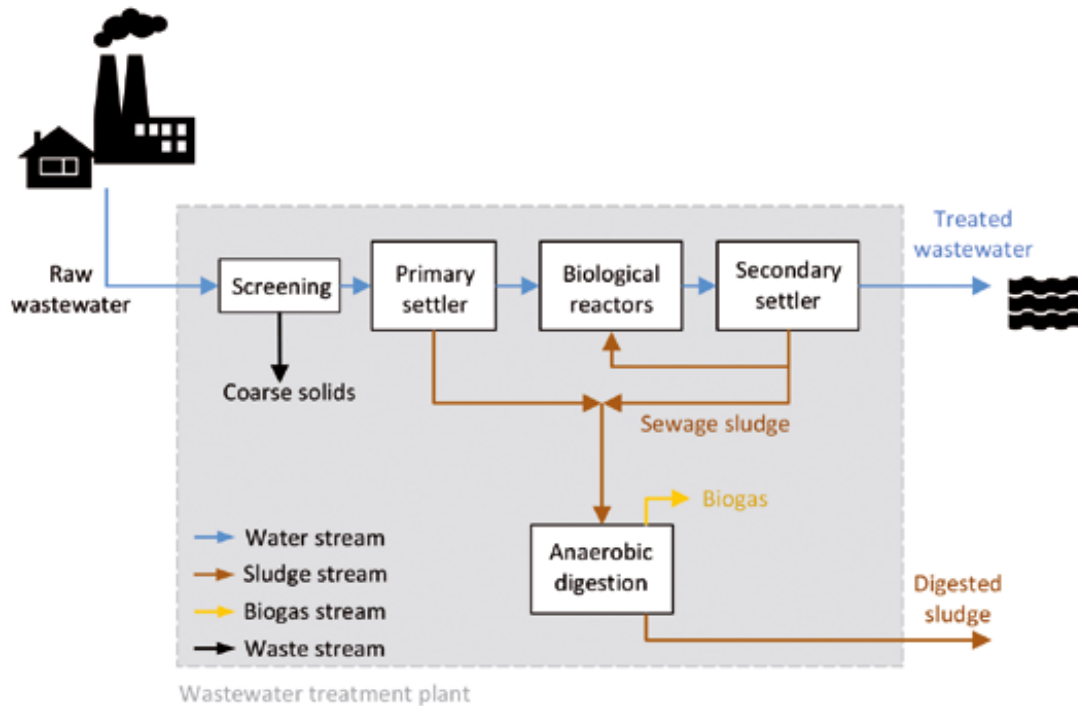 Treated
wastewater
Raw
wastewater
Screening
Primary
settler
Biological
reactors
Secondary
settler
Coarse solids
Sewage sludge
Biogas
Anaerobic
digestion
Water stream
Sludge stream
Biogas stream
Waste stream
Digested
sludge
Wastewater treatment plant